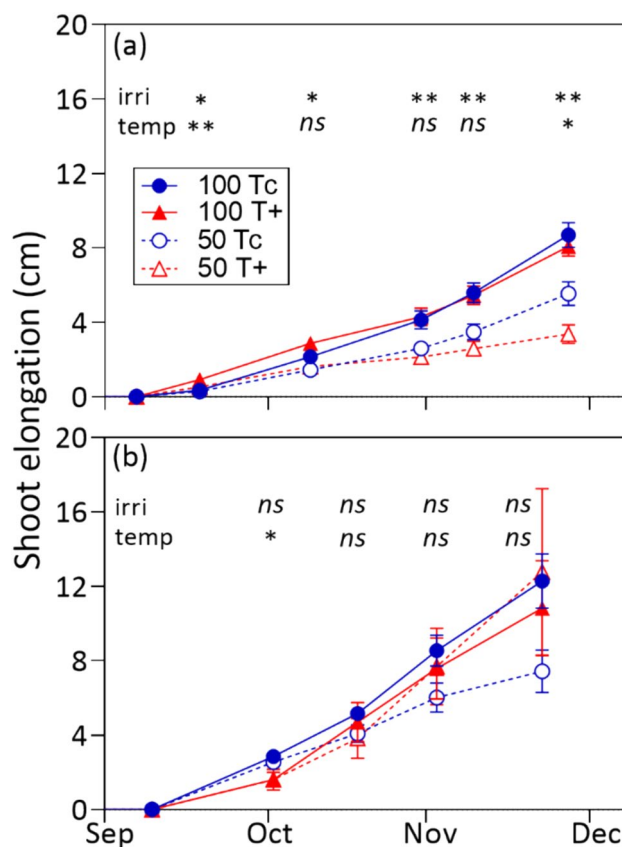 20
(a)
16
irri * * ** ** **
temp ** ns ns ns *
12
100 Tc
100 T+
50 Tc
50 T+
8
4
0
Shoot elongation (cm)
20
(b)
irri ns ns ns ns
16
temp * ns ns ns
12
8
4
0
Sep Oct Nov Dec